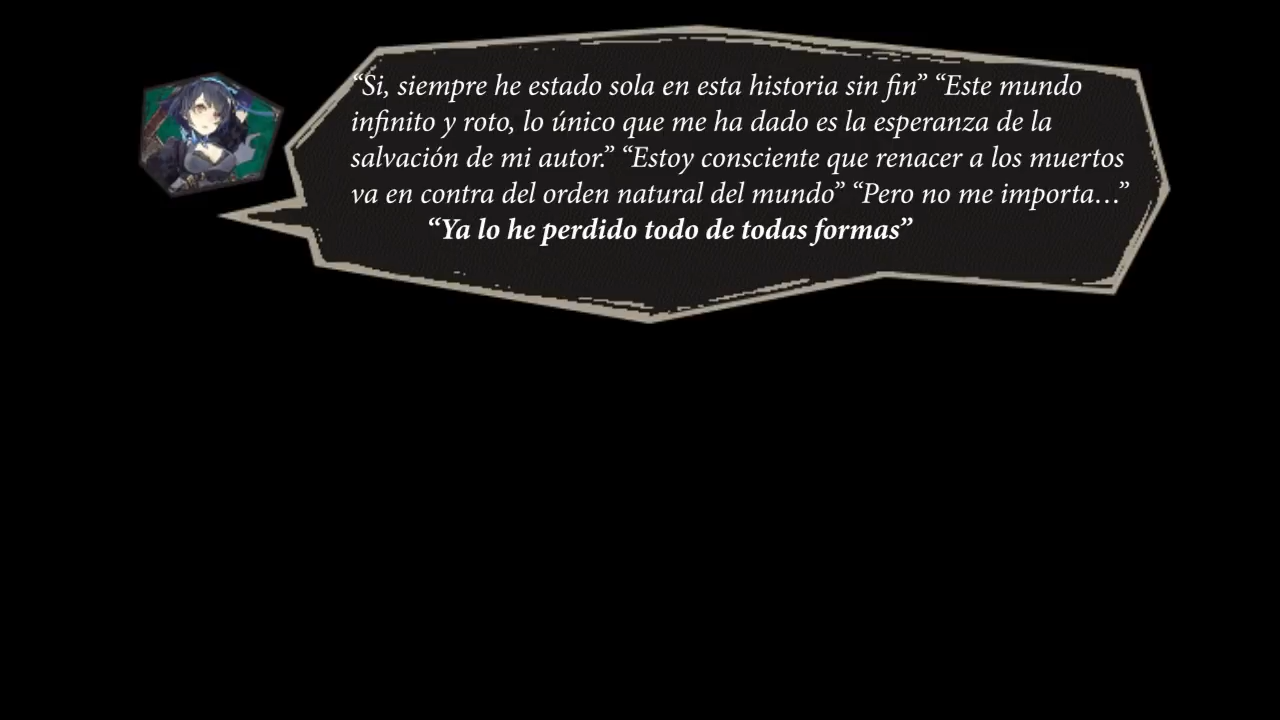 “Si, siempre he estado sola en esta historia sin fin” “Este mundo
infinito y roto, lo único que me ha dado es la esperanza de la
salvación de mi autor.” “Estoy consciente que renacer a los muertos
va en contra del orden natural del mundo” “Pero no me importa…”
“Ya lo he perdido todo de todas formas”